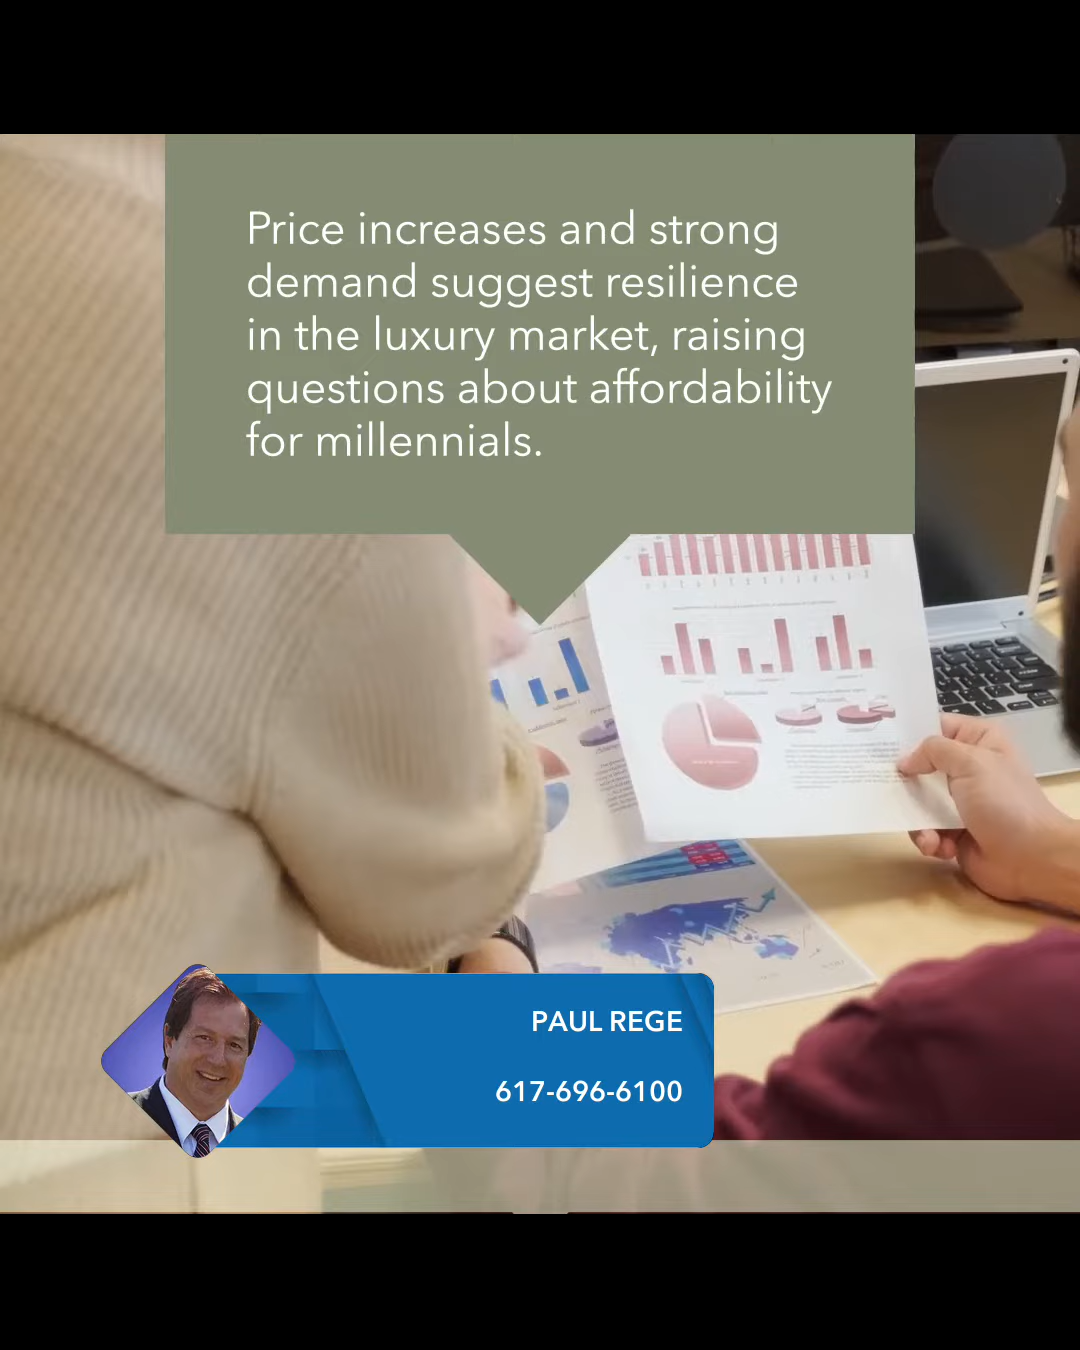 Price increases and strong
demand suggest resilience
in the luxury market, raising
questions about affordability
for millennials.
PAUL REGE
617-696-6100